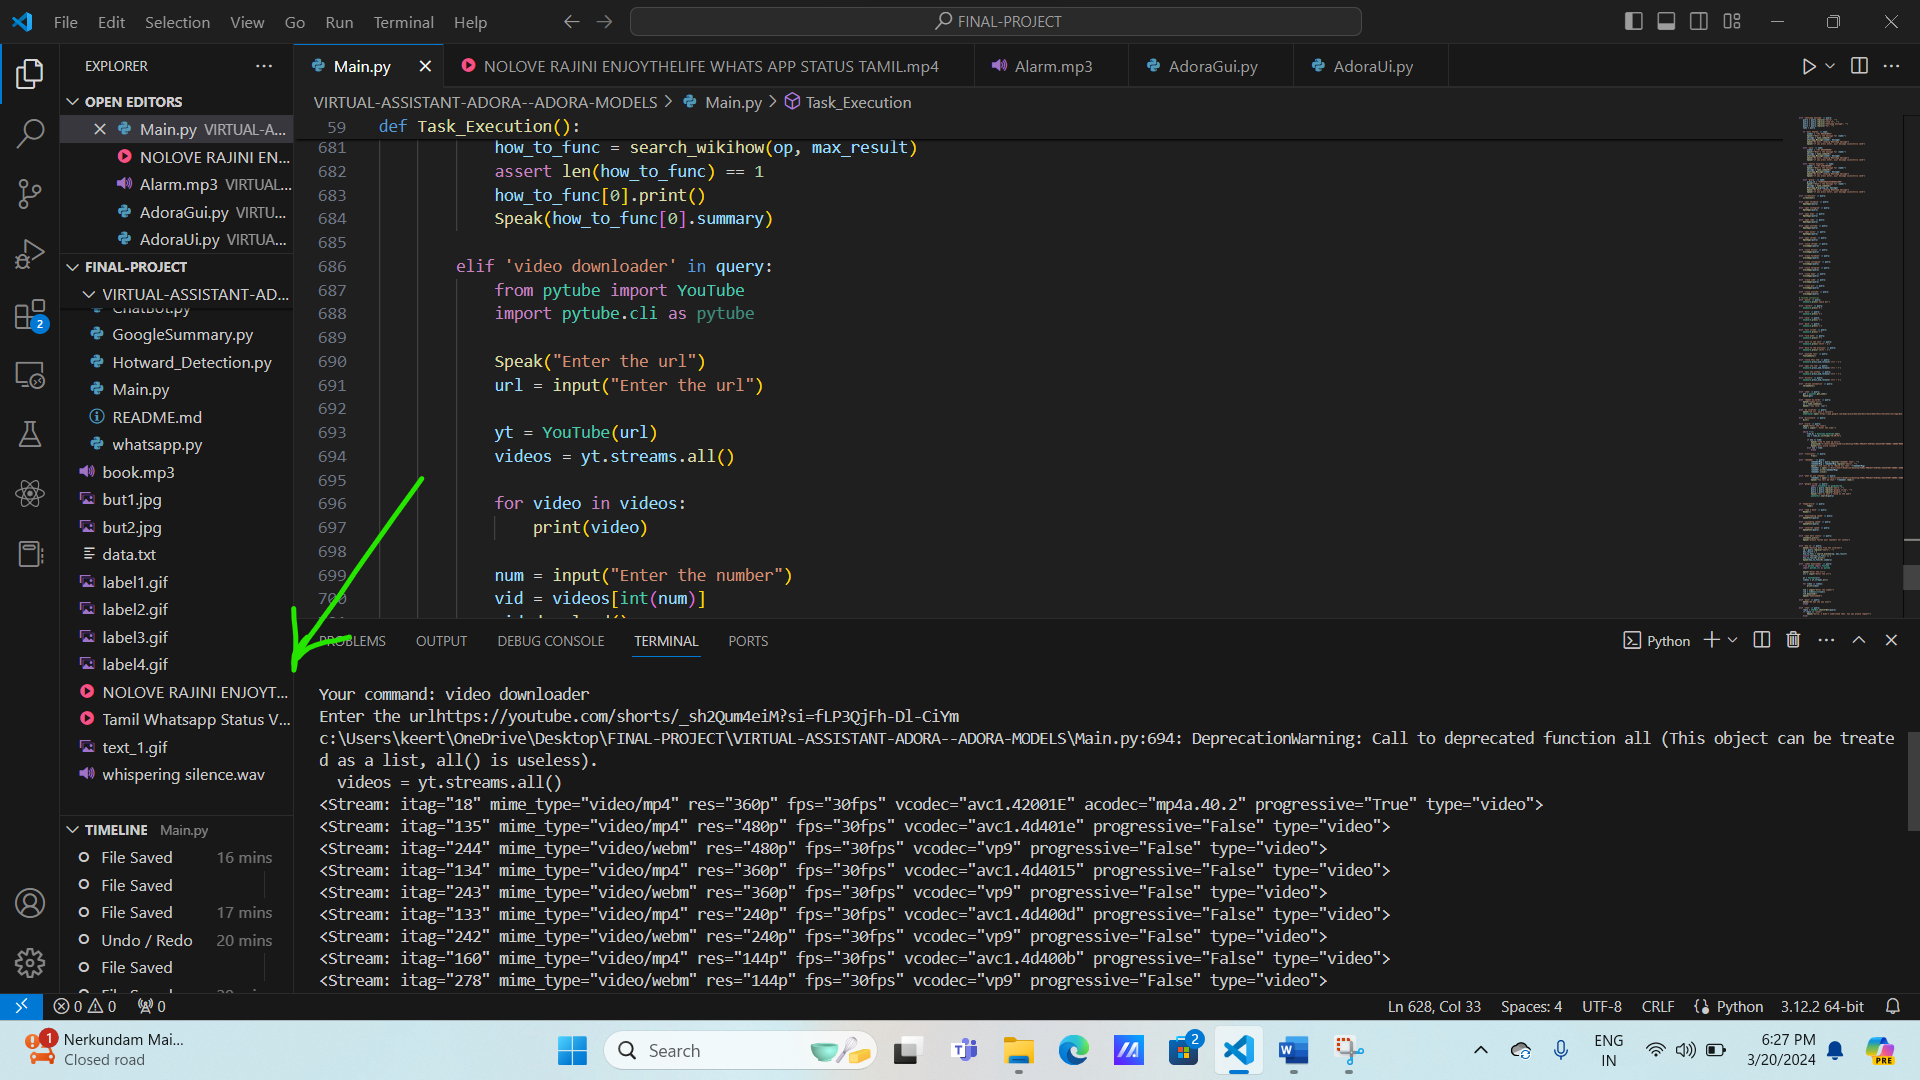 File Edit Selection View Go Run Terminal Help
FINAL-PROJECT
EXPLORER
OPEN EDITORS
Main.py VIRTUAL-A...
NOLOVE RAJINI EN...
Alarm.mp3 VIRTUAL...
AdoraGui.py VIRTU...
AdoraUi.py VIRTUA...
FINAL-PROJECT
VIRTUAL-ASSISTANT-AD...
ChatBot.py
GoogleSummary.py
Hotward_Detection.py
Main.py
README.md
whatsapp.py
book.mp3
but1.jpg
but2.jpg
data.txt
label1.gif
label2.gif
label3.gif
label4.gif
NOLOVE RAJINI ENJOYT...
Tamil Whatsapp Status V...
text_1.gif
whispering silence.wav
TIMELINE Main.py
File Saved 16 mins
File Saved
File Saved 17 mins
Undo / Redo 20 mins
File Saved
2
Main.py
NOLOVE RAJINI ENJOYTHELIFE WHATS APP STATUS TAMIL.mp4
Alarm.mp3
AdoraGui.py
AdoraUi.py
VIRTUAL-ASSISTANT-ADORA--ADORA-MODELS > Main.py > Task_Execution
59 def Task_Execution():
681 how_to_func = search_wikihow(op, max_result)
682 assert len(how_to_func) == 1
683 how_to_func[0].print()
684 Speak(how_to_func[0].summary)
685
686 elif 'video downloader' in query:
687 from pytube import YouTube
688 import pytube.cli as pytube
689
690 Speak("Enter the url")
691 url = input("Enter the url")
692
693 yt = YouTube(url)
694 videos = yt.streams.all()
695
696 for video in videos:
697 print(video)
698
699 num = input("Enter the number")
700 vid = videos[int(num)]
PROBLEMS OUTPUT DEBUG CONSOLE TERMINAL PORTS
Python
Your command: video downloader
Enter the urlhttps://youtube.com/shorts/_sh2Qum4eiM?si=fLP3QjFh-Dl-CiYm
c:\Users\keert\OneDrive\Desktop\FINAL-PROJECT\VIRTUAL-ASSISTANT-ADORA--ADORA-MODELS\Main.py:694: DeprecationWarning: Call to deprecated function all (This object can be treate
d as a list, all() is useless).
videos = yt.streams.all()
<Stream: itag="18" mime_type="video/mp4" res="360p" fps="30fps" vcodec="avc1.42001E" acodec="mp4a.40.2" progressive="True" type="video">
<Stream: itag="135" mime_type="video/mp4" res="480p" fps="30fps" vcodec="avc1.4d401e" progressive="False" type="video">
<Stream: itag="244" mime_type="video/webm" res="480p" fps="30fps" vcodec="vp9" progressive="False" type="video">
<Stream: itag="134" mime_type="video/mp4" res="360p" fps="30fps" vcodec="avc1.4d4015" progressive="False" type="video">
<Stream: itag="243" mime_type="video/webm" res="360p" fps="30fps" vcodec="vp9" progressive="False" type="video">
<Stream: itag="133" mime_type="video/mp4" res="240p" fps="30fps" vcodec="avc1.4d400d" progressive="False" type="video">
<Stream: itag="242" mime_type="video/webm" res="240p" fps="30fps" vcodec="vp9" progressive="False" type="video">
<Stream: itag="160" mime_type="video/mp4" res="144p" fps="30fps" vcodec="avc1.4d400b" progressive="False" type="video">
<Stream: itag="278" mime_type="video/webm" res="144p" fps="30fps" vcodec="vp9" progressive="False" type="video">
0 0 0
Ln 628, Col 33 Spaces: 4 UTF-8 CRLF Python 3.12.2 64-bit
1
Nerkundam Mai...
Closed road
Search
2
ENG
IN
6:27 PM
3/20/2024
PRE